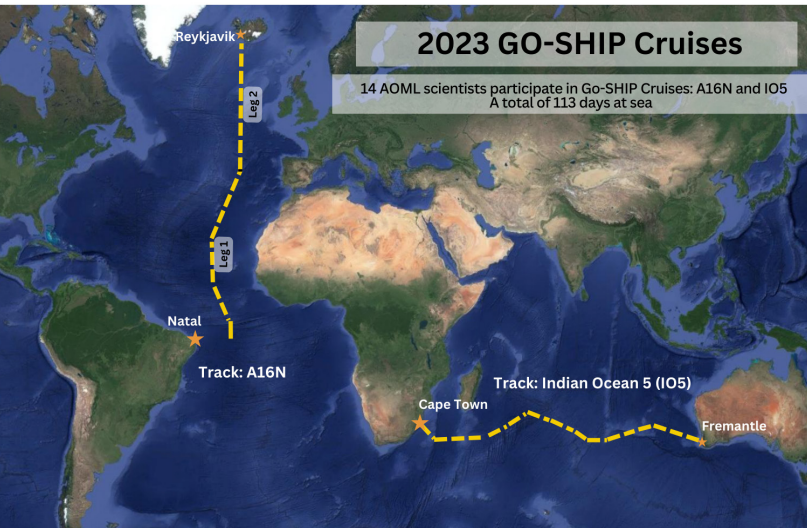 2023 GO-SHIP Cruises
14 AOML scientists participate in Go-SHIP Cruises: A16N and IO5
A total of 113 days at sea
Reykjavik
Leg 2
Leg 1
Natal
Track: A16N
Track: Indian Ocean 5 (IO5)
Cape Town
Fremantle